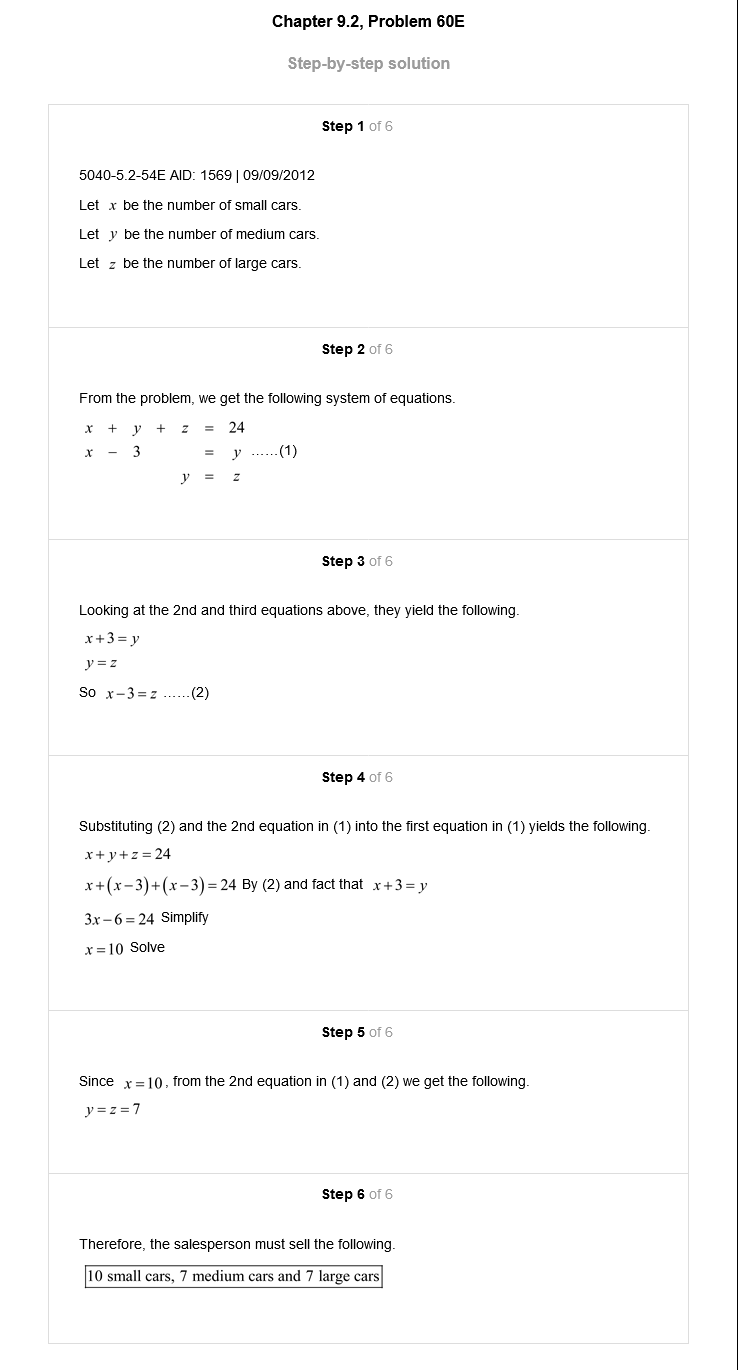 Chapter 9.2, Problem 60E
Step-by-step solution
Step 1 of 6
5040-5.2-54E AID: 1569 | 09/09/2012
Let x be the number of small cars.
Let y be the number of medium cars.
Let z be the number of large cars.
Step 2 of 6
From the problem, we get the following system of equations.
x + y + z = 24
x − 3 = y ......(1)
y = z
Step 3 of 6
Looking at the 2nd and third equations above, they yield the following.
x+3=y
y=z
So x−3=z ......(2)
Step 4 of 6
Substituting (2) and the 2nd equation in (1) into the first equation in (1) yields the following.
x+y+z=24
x+(x−3)+(x−3)=24 By (2) and fact that x+3=y
3x−6=24 Simplify
x=10 Solve
Step 5 of 6
Since x=10, from the 2nd equation in (1) and (2) we get the following.
y=z=7
Step 6 of 6
Therefore, the salesperson must sell the following.
10 small cars, 7 medium cars and 7 large cars